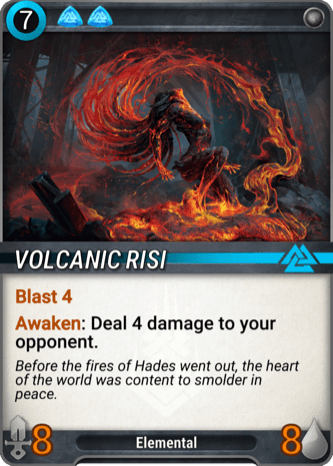 7
VOLCANIC RISI
Blast 4
Awaken: Deal 4 damage to your
opponent.
Before the fires of Hades went out, the heart
of the world was content to smolder in
peace.
8
Elemental
8